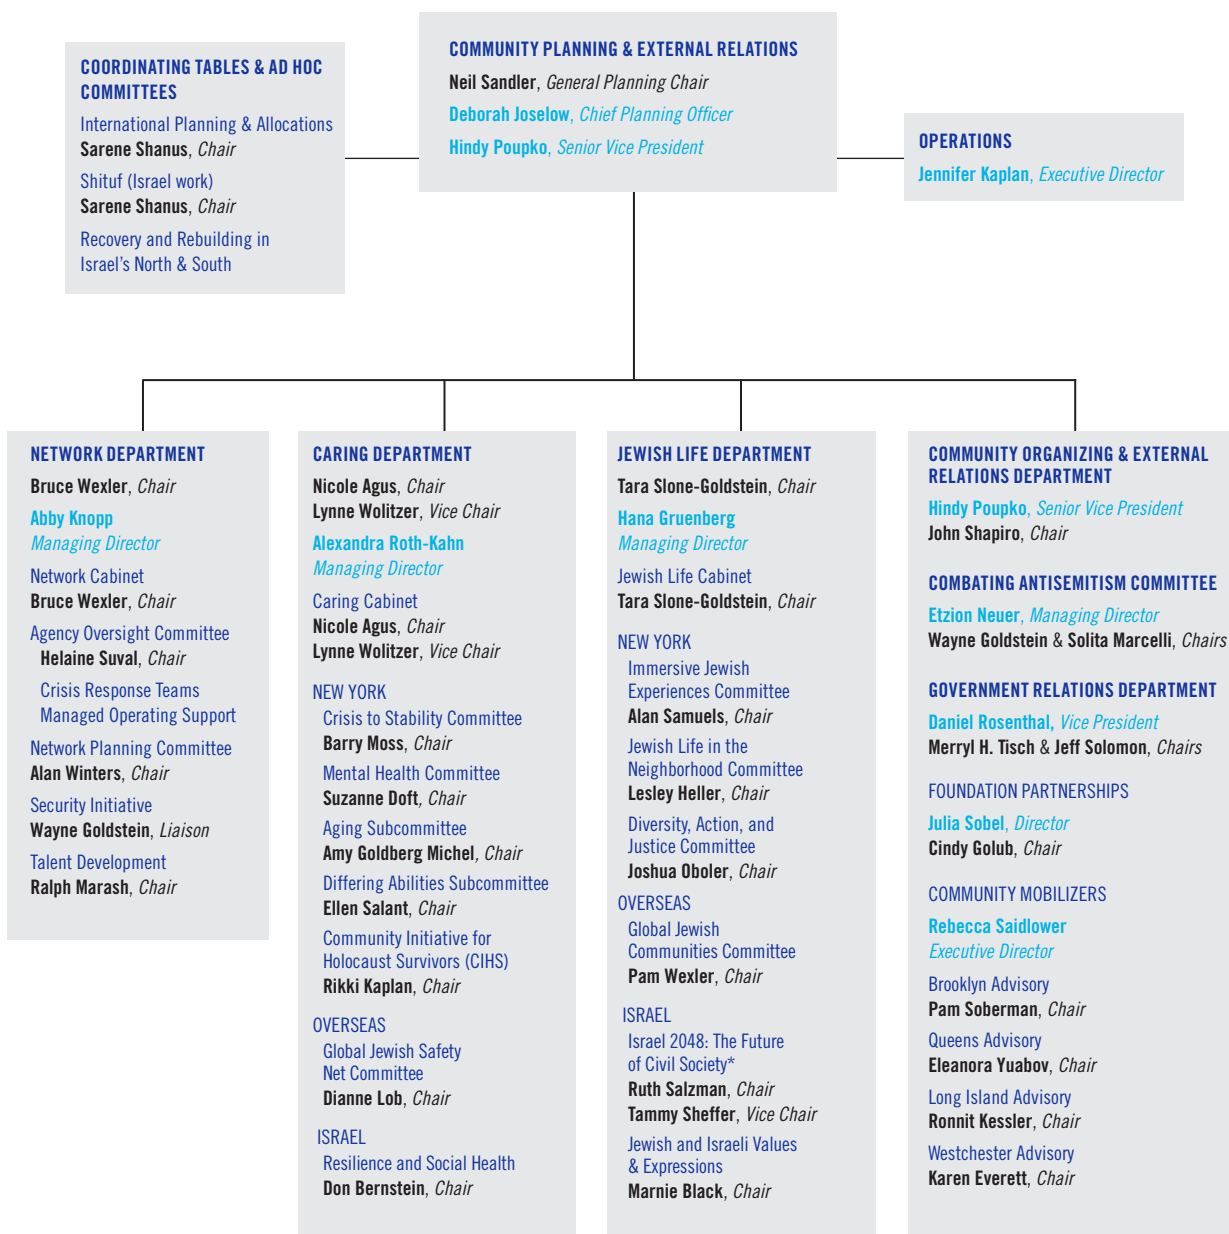 COORDINATING TABLES & AD HOC
COMMITTEES
International Planning & Allocations
Sarene Shanus, Chair
Shituf (Israel work)
Sarene Shanus, Chair
Recovery and Rebuilding in
Israel’s North & South
COMMUNITY PLANNING & EXTERNAL RELATIONS
Neil Sandler, General Planning Chair
Deborah Joselow, Chief Planning Officer
Hindy Poupko, Senior Vice President
OPERATIONS
Jennifer Kaplan, Executive Director
NETWORK DEPARTMENT
Bruce Wexler, Chair
Abby Knopp
Managing Director
Network Cabinet
Bruce Wexler, Chair
Agency Oversight Committee
Helaine Suval, Chair
Crisis Response Teams
Managed Operating Support
Network Planning Committee
Alan Winters, Chair
Security Initiative
Wayne Goldstein, Liaison
Talent Development
Ralph Marash, Chair
CARING DEPARTMENT
Nicole Agus, Chair
Lynne Wolitzer, Vice Chair
Alexandra Roth-Kahn
Managing Director
Caring Cabinet
Nicole Agus, Chair
Lynne Wolitzer, Vice Chair
NEW YORK
Crisis to Stability Committee
Barry Moss, Chair
Mental Health Committee
Suzanne Doft, Chair
Aging Subcommittee
Amy Goldberg Michel, Chair
Differing Abilities Subcommittee
Ellen Salant, Chair
Community Initiative for
Holocaust Survivors (CIHS)
Rikki Kaplan, Chair
OVERSEAS
Global Jewish Safety
Net Committee
Dianne Lob, Chair
ISRAEL
Resilience and Social Health
Don Bernstein, Chair
JEWISH LIFE DEPARTMENT
Tara Slone-Goldstein, Chair
Hana Gruenberg
Managing Director
Jewish Life Cabinet
Tara Slone-Goldstein, Chair
NEW YORK
Immersive Jewish
Experiences Committee
Alan Samuels, Chair
Jewish Life in the
Neighborhood Committee
Lesley Heller, Chair
Diversity, Action, and
Justice Committee
Joshua Oboler, Chair
OVERSEAS
Global Jewish
Communities Committee
Pam Wexler, Chair
ISRAEL
Israel 2048: The Future
of Civil Society*
Ruth Salzman, Chair
Tammy Sheffer, Vice Chair
Jewish and Israeli Values
& Expressions
Marnie Black, Chair
COMMUNITY ORGANIZING & EXTERNAL
RELATIONS DEPARTMENT
Hindy Poupko, Senior Vice President
John Shapiro, Chair
COMBATING ANTISEMITISM COMMITTEE
Etzion Neuer, Managing Director
Wayne Goldstein & Solita Marcelli, Chairs
GOVERNMENT RELATIONS DEPARTMENT
Daniel Rosenthal, Vice President
Merryl H. Tisch & Jeff Solomon, Chairs
FOUNDATION PARTNERSHIPS
Julia Sobel, Director
Cindy Golub, Chair
COMMUNITY MOBILIZERS
Rebecca Saidlower
Executive Director
Brooklyn Advisory
Pam Soberman, Chair
Queens Advisory
Eleanora Yuabov, Chair
Long Island Advisory
Ronnit Kessler, Chair
Westchester Advisory
Karen Everett, Chair